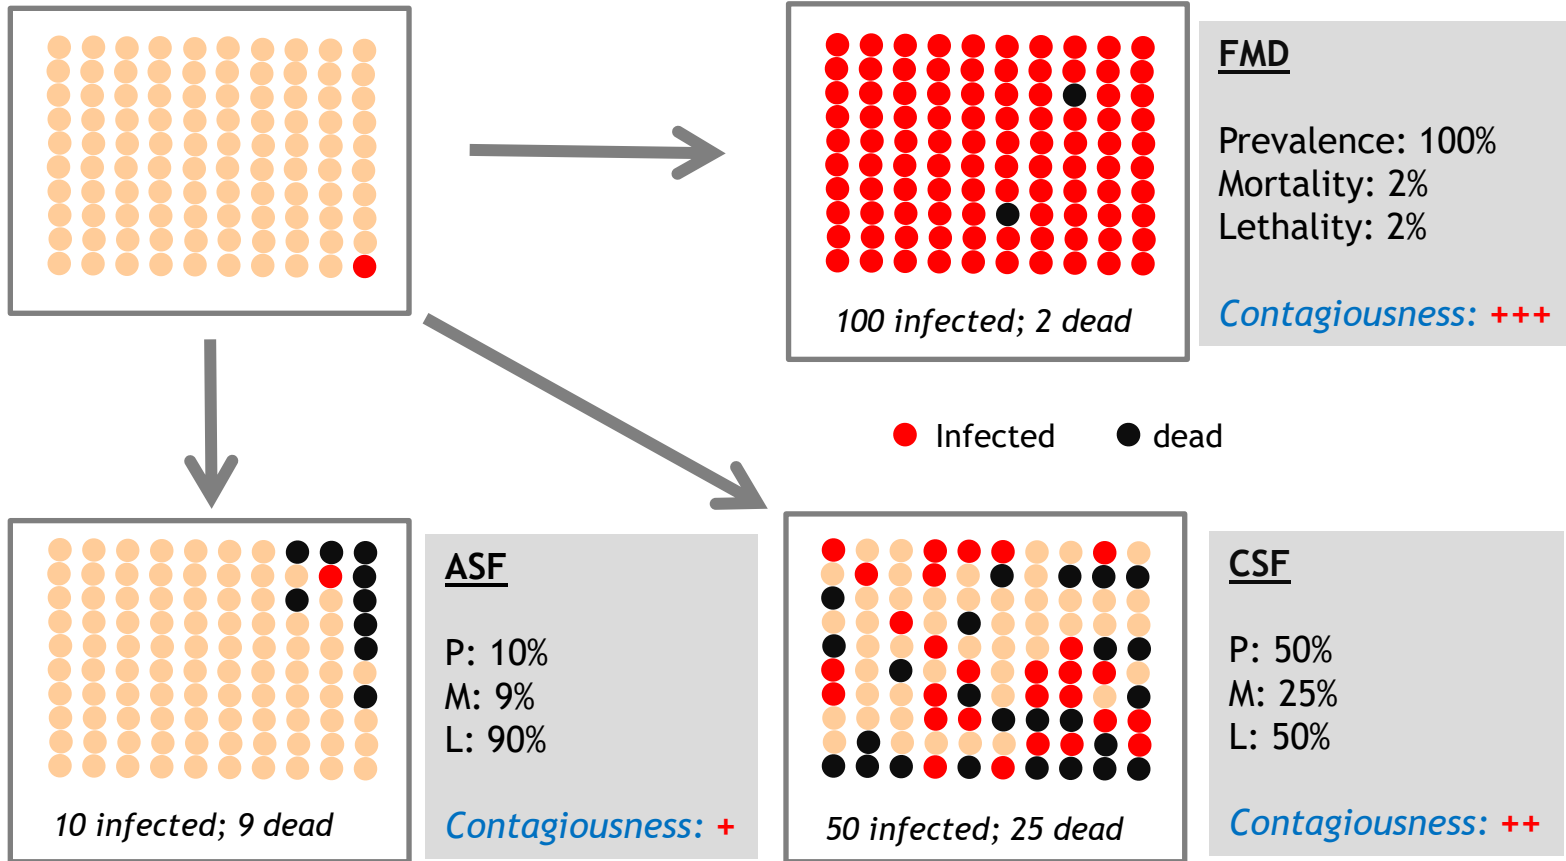 FMD
Prevalence: 100%
Mortality: 2%
Lethality: 2%
Contagiousness: +++
100 infected; 2 dead
Infected
dead
ASF
P: 10%
M: 9%
L: 90%
Contagiousness: +
10 infected; 9 dead
CSF
P: 50%
M: 25%
L: 50%
Contagiousness: ++
50 infected; 25 dead